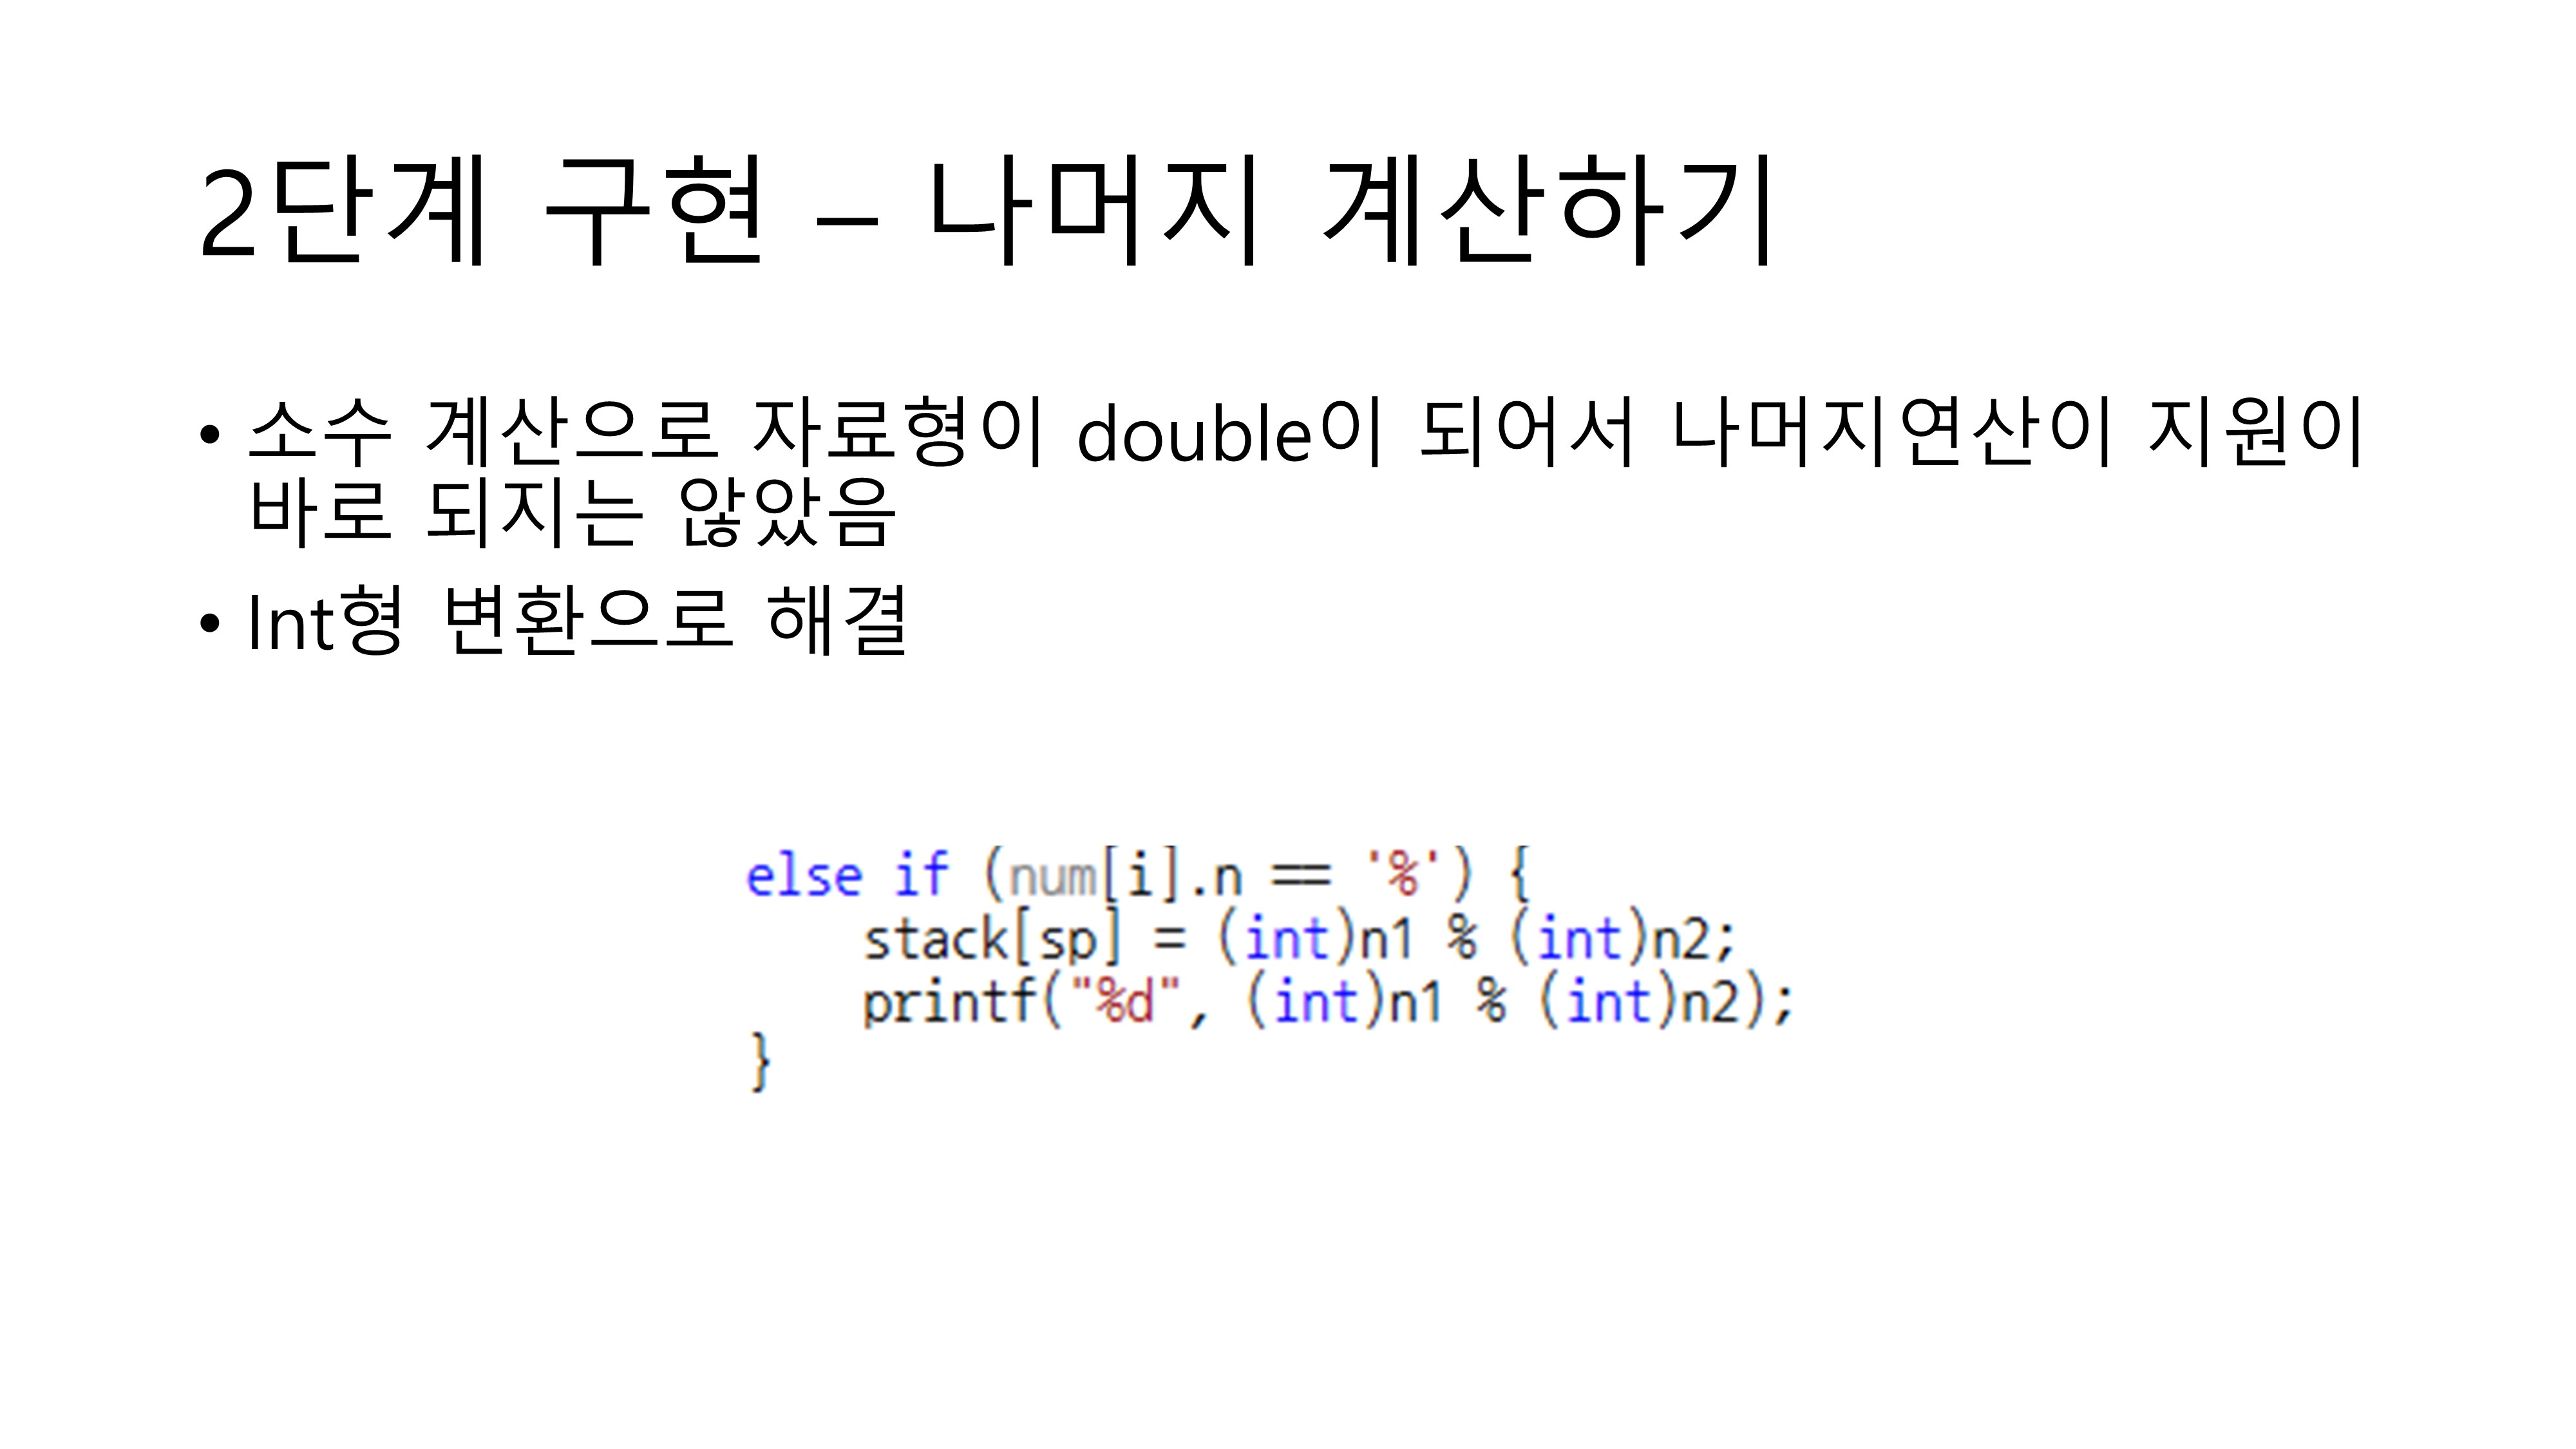 2단계 구현 – 나머지 계산하기
• 소수 계산으로 자료형이 double이 되어서 나머지연산이 지원이
바로 되지는 않았음
• Int형 변환으로 해결
else if (num[i].n == '%') {
    stack[sp] = (int)n1 % (int)n2;
    printf("%d", (int)n1 % (int)n2);
}